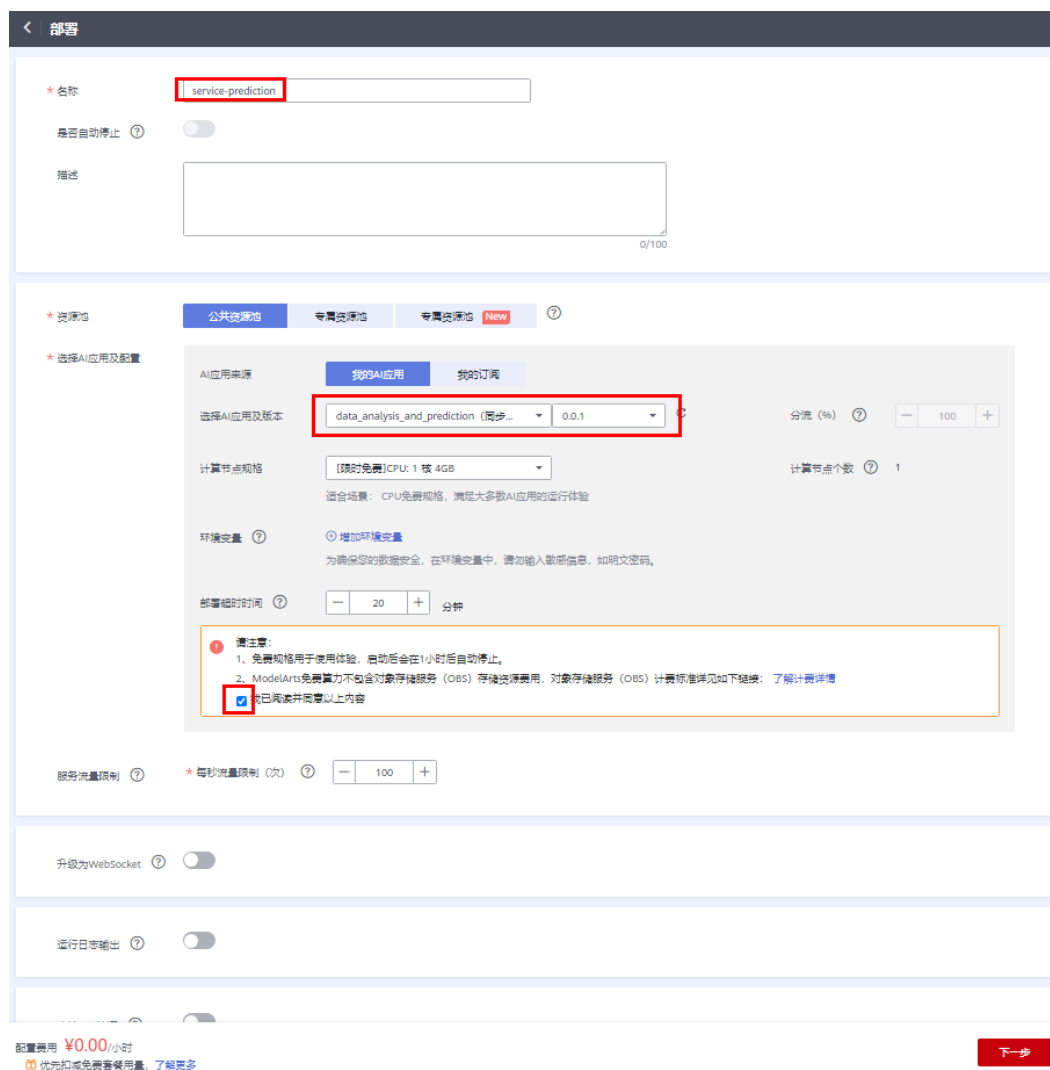 部署
* 名称 service-prediction
是否自动停止
描述
0/100
* 资源池 公共资源池 专属资源池 专属资源池 New
* 选择AI应用及配置
AI应用来源 我的AI应用 我的订阅
选择AI应用及版本 data_analysis_and_prediction（同步... 0.0.1 分流（%） 100
计算节点规格 [限时免费]CPU: 1 核 4GB 计算节点个数 1
适合场景： CPU免费规格，满足大多数AI应用的运行体验
环境变量 增加环境变量
为确保您的数据安全，在环境变量中，请勿输入敏感信息，如明文密码。
部署超时时间 20 分钟
请注意:
1、免费规格用于使用体验，启动后会在1小时后自动停止。
2、ModelArts免费算力不包含对象存储服务（OBS）存储资源费用，对象存储服务（OBS）计费标准详见如下链接： 了解计费详情
我已阅读并同意以上内容
服务流量限制 * 每秒流量限制（次） 100
升级为WebSocket
运行日志输出
配置费用 ¥0.00/小时
优先扣减免费套餐用量，了解更多
下一步